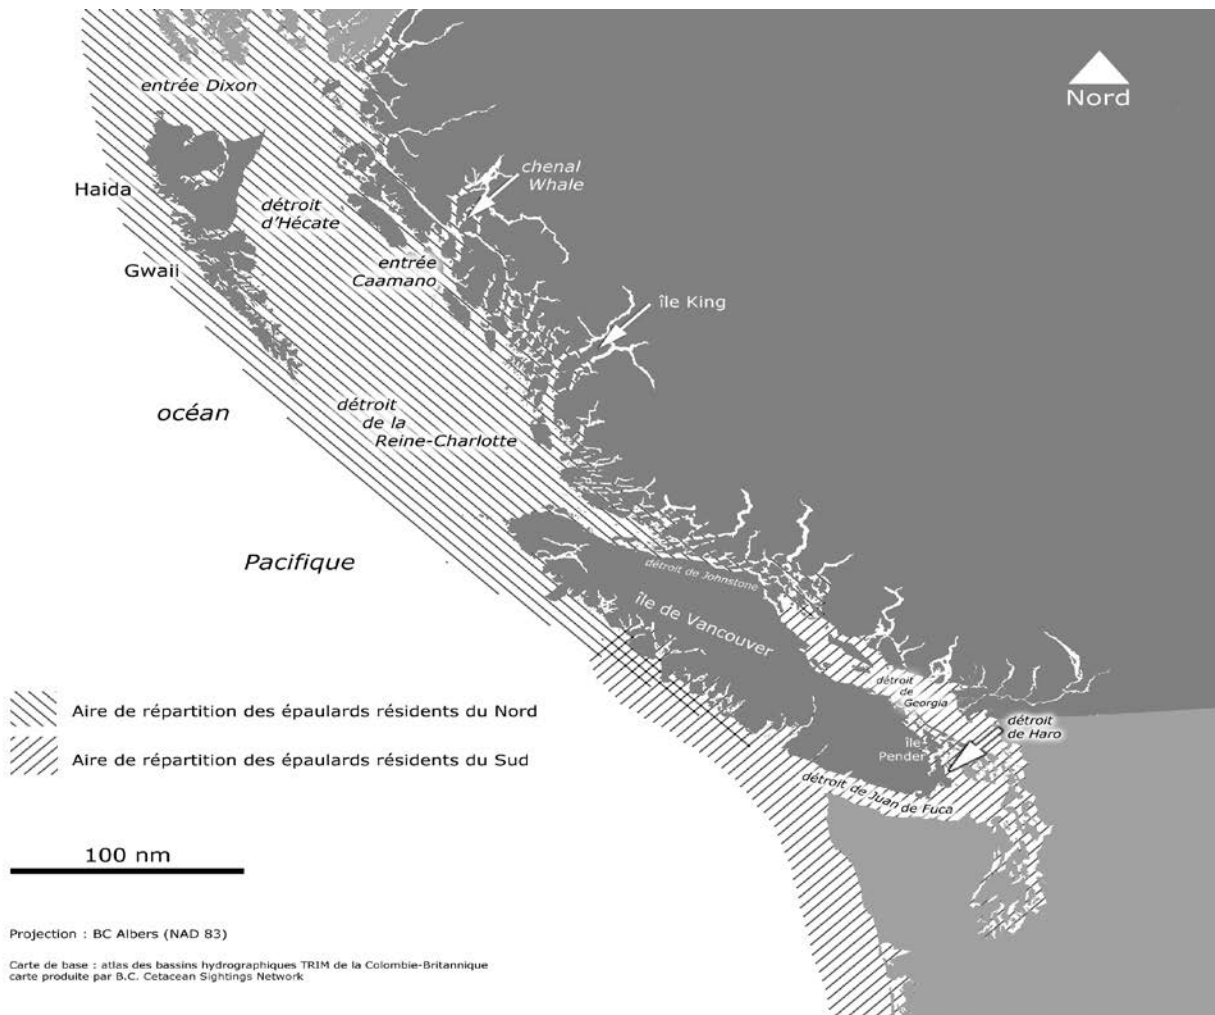 entrée Dixon
Nord
chenal
Whale
Haida
détroit
d'Hécate
entrée
Caamano
Gwaii
île King
océan
détroit
de la
Reine-Charlotte
Pacifique
détroit de Johnstone
île de Vancouver
détroit
de
Georgia
détroit
de Haro
île
Pender
détroit de Juan de Fuca
Aire de répartition des épaulards résidents du Nord
Aire de répartition des épaulards résidents du Sud
100 nm
Projection : BC Albers (NAD 83)
Carte de base : atlas des bassins hydrographiques TRIM de la Colombie-Britannique
carte produite par B.C. Cetacean Sightings Network